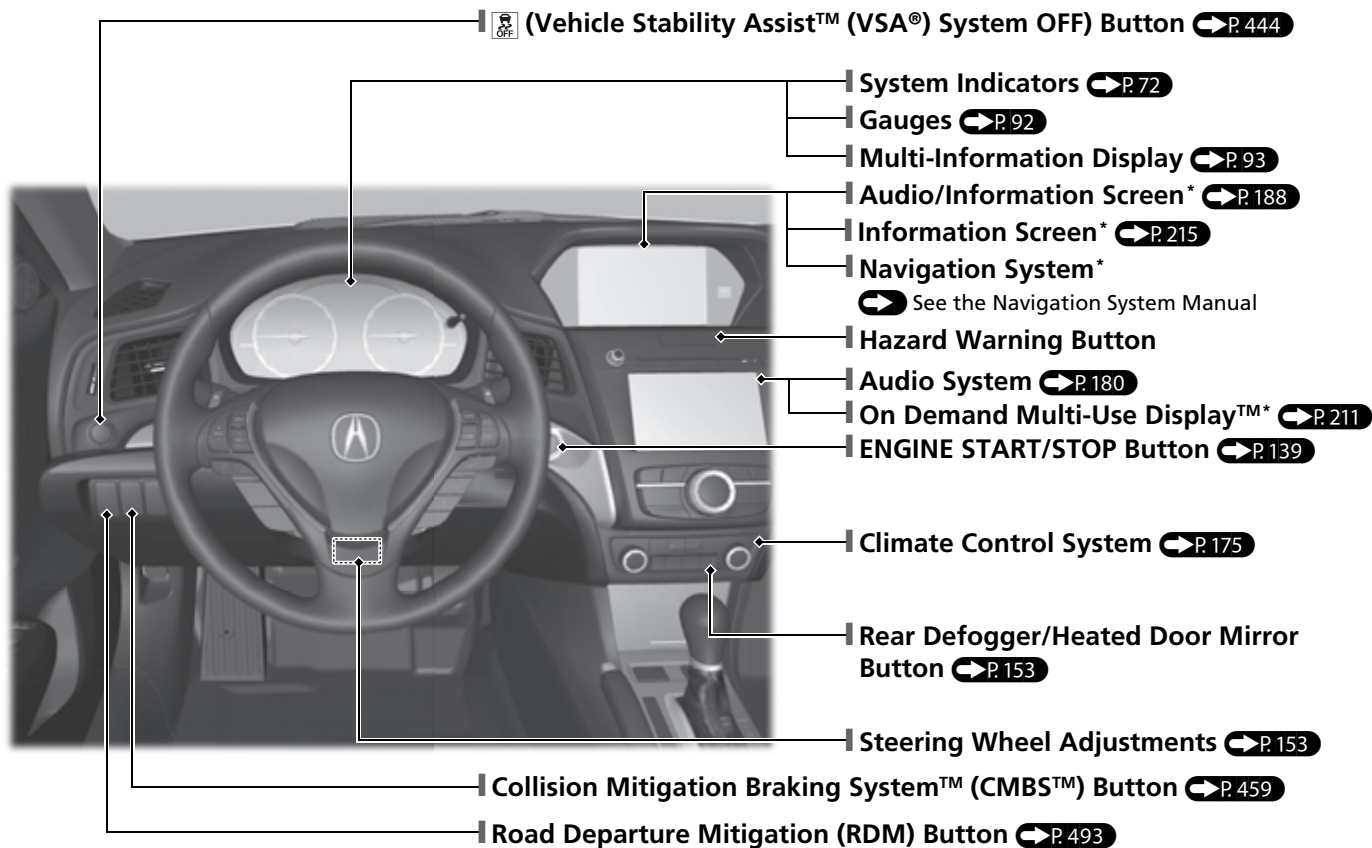 OFF (Vehicle Stability Assist™ (VSA®) System OFF) Button P. 444
System Indicators P. 72
Gauges P. 92
Multi-Information Display P. 93
Audio/Information Screen* P. 188
Information Screen* P. 215
Navigation System*
See the Navigation System Manual
Hazard Warning Button
Audio System P. 180
On Demand Multi-Use Display™* P. 211
ENGINE START/STOP Button P. 139
Climate Control System P. 175
Rear Defogger/Heated Door Mirror
Button P. 153
Steering Wheel Adjustments P. 153
Collision Mitigation Braking System™ (CMBS™) Button P. 459
Road Departure Mitigation (RDM) Button P. 493